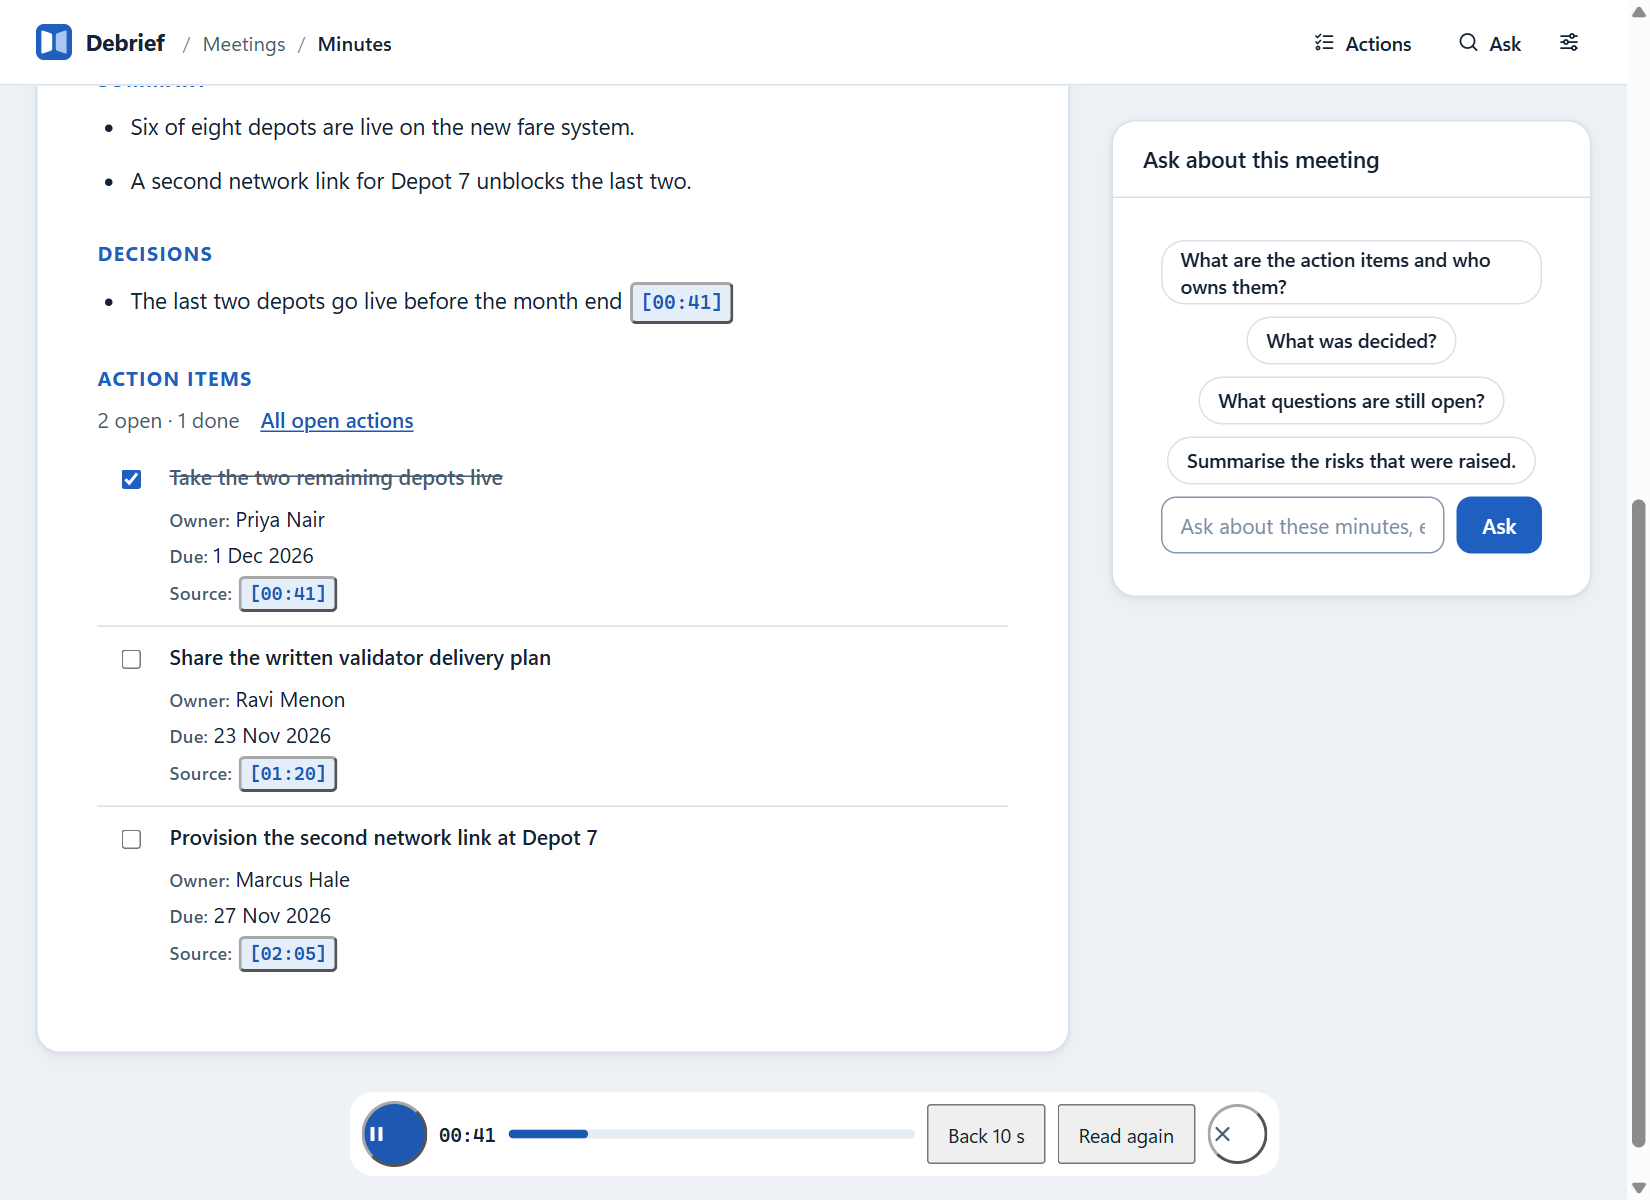 Debrief / Meetings / Minutes
Actions
Ask
Six of eight depots are live on the new fare system.
A second network link for Depot 7 unblocks the last two.
DECISIONS
The last two depots go live before the month end [00:41]
ACTION ITEMS
2 open · 1 done All open actions
Take the two remaining depots live
Owner: Priya Nair
Due: 1 Dec 2026
Source: [00:41]
Share the written validator delivery plan
Owner: Ravi Menon
Due: 23 Nov 2026
Source: [01:20]
Provision the second network link at Depot 7
Owner: Marcus Hale
Due: 27 Nov 2026
Source: [02:05]
Ask about this meeting
What are the action items and who
owns them?
What was decided?
What questions are still open?
Summarise the risks that were raised.
Ask about these minutes, e
Ask
00:41
Back 10 s
Read again